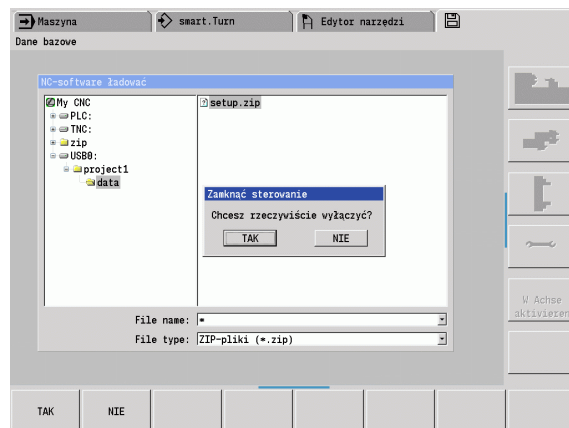 Maszyna
smart.Turn
Edytor narzędzi
Dane bazowe
NC-software ładować
My CNC
PLC:
TNC:
zip
USB0:
project1
data
setup.zip
Zamknąć sterowanie
Chcesz rzeczywiście wyłączyć?
TAK NIE
File name: *
File type: ZIP-pliki (*.zip)
W Achse
aktivieren
TAK NIE